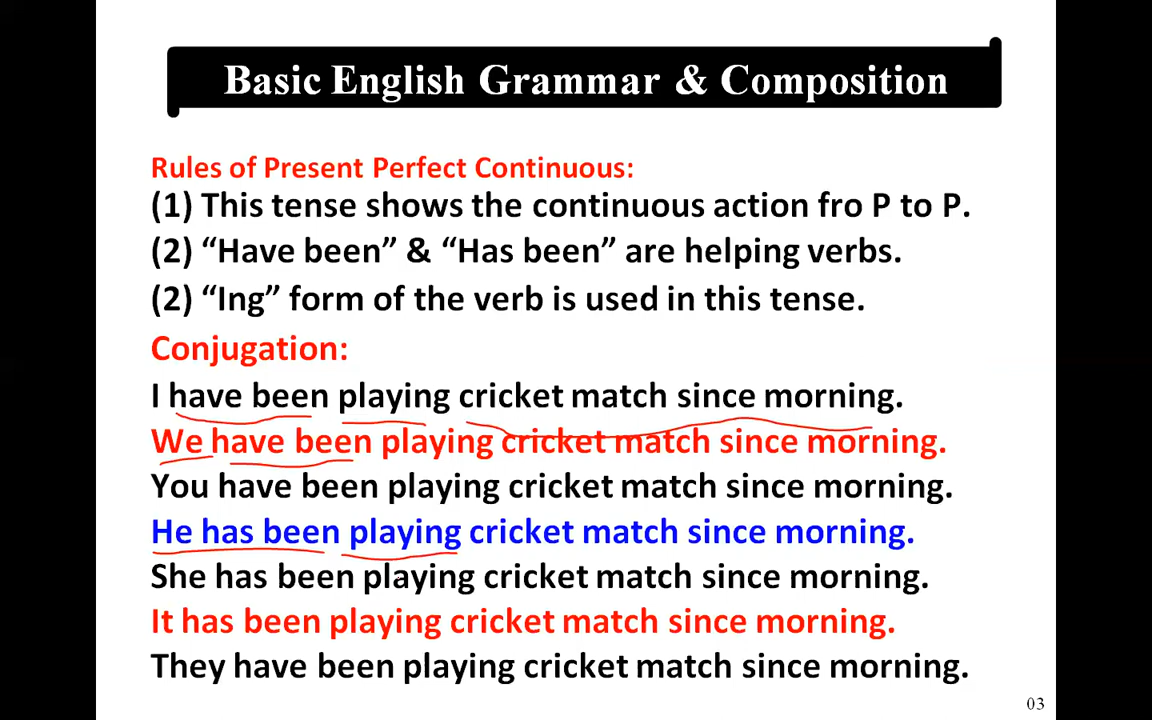 Basic English Grammar & Composition
Rules of Present Perfect Continuous:
(1) This tense shows the continuous action fro P to P.
(2) “Have been” & “Has been” are helping verbs.
(2) “Ing” form of the verb is used in this tense.
Conjugation:
I have been playing cricket match since morning.
We have been playing cricket match since morning.
You have been playing cricket match since morning.
He has been playing cricket match since morning.
She has been playing cricket match since morning.
It has been playing cricket match since morning.
They have been playing cricket match since morning.
03